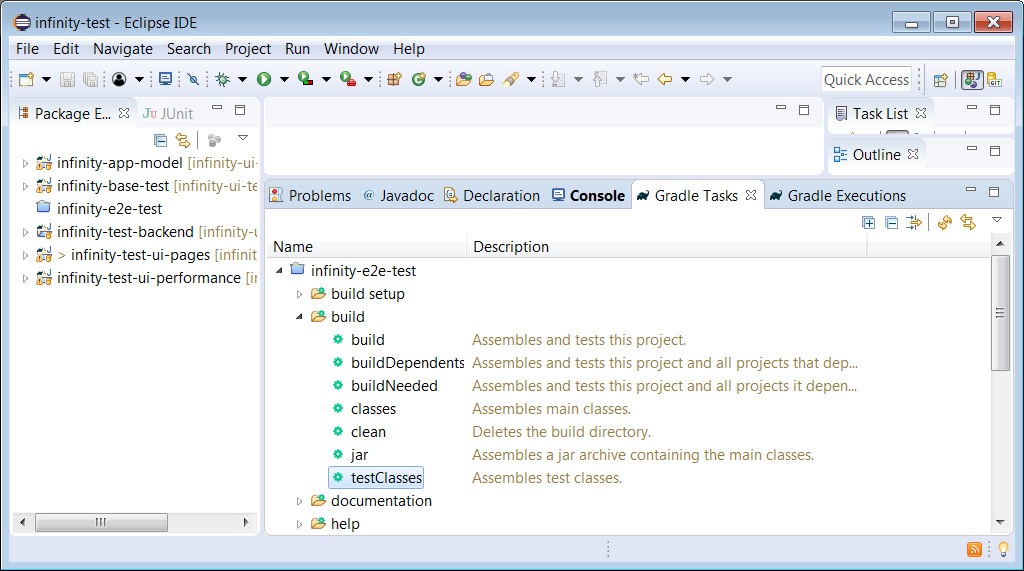 infinity-test - Eclipse IDE
File Edit Navigate Search Project Run Window Help
Quick Access
Package E... JUnit
Task List
Outline
infinity-app-model [infinity-ui-
infinity-base-test [infinity-ui-te
infinity-e2e-test
infinity-test-backend [infinity-u
> infinity-test-ui-pages [infinit
infinity-test-ui-performance [in
Problems @ Javadoc Declaration Console Gradle Tasks Gradle Executions
Name Description
infinity-e2e-test
build setup
build
build Assembles and tests this project.
buildDependents Assembles and tests this project and all projects that dep...
buildNeeded Assembles and tests this project and all projects it depen...
classes Assembles main classes.
clean Deletes the build directory.
jar Assembles a jar archive containing the main classes.
testClasses Assembles test classes.
documentation
help